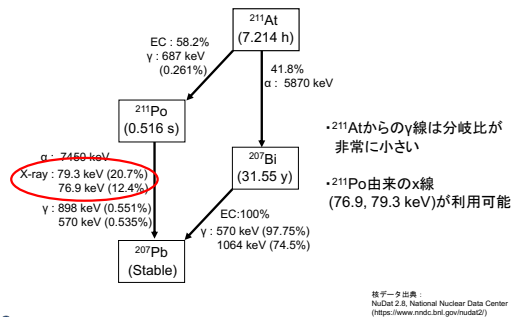 ²¹¹At
(7.214 h)
EC : 58.2%
γ : 687 keV
(0.261%)
41.8%
α : 5870 keV
²¹¹Po
(0.516 s)
α : 7450 keV
X-ray : 79.3 keV (20.7%)
76.9 keV (12.4%)
γ : 898 keV (0.551%)
570 keV (0.535%)
²⁰⁷Bi
(31.55 y)
EC:100%
γ : 570 keV (97.75%)
1064 keV (74.5%)
²⁰⁷Pb
(Stable)
・²¹¹Atからのγ線は分岐比が
非常に小さい
・²¹¹Po由来のx線
(76.9, 79.3 keV)が利用可能
核データ出典：
NuDat 2.8, National Nuclear Data Center
(https://www.nndc.bnl.gov/nudat2/)